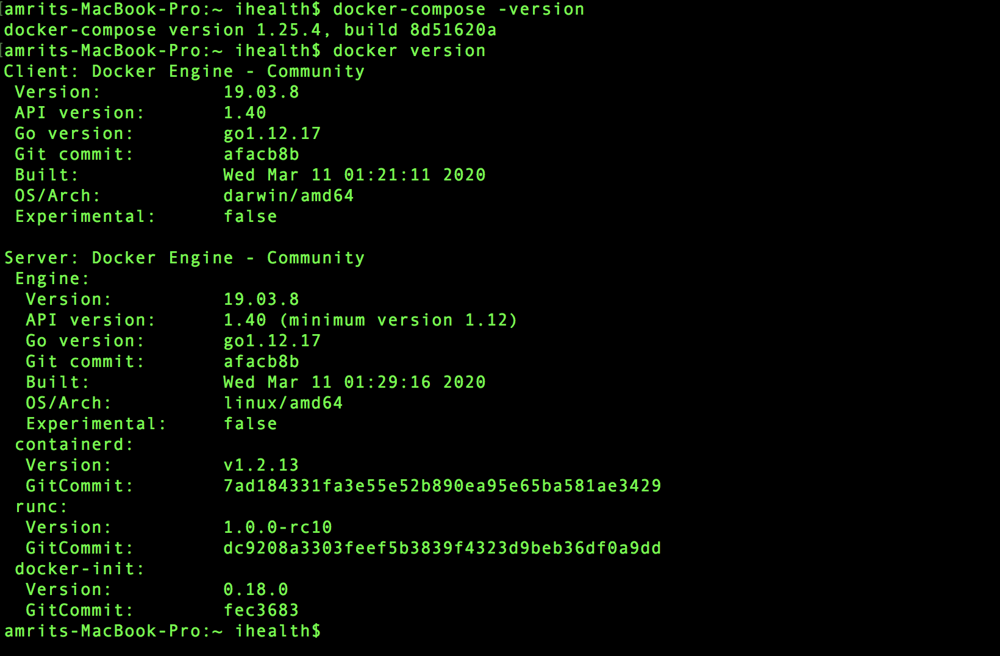 amrits-MacBook-Pro:~ ihealth$ docker-compose -version
docker-compose version 1.25.4, build 8d51620a
amrits-MacBook-Pro:~ ihealth$ docker version
Client: Docker Engine - Community
 Version:           19.03.8
 API version:       1.40
 Go version:        go1.12.17
 Git commit:        afacb8b
 Built:             Wed Mar 11 01:21:11 2020
 OS/Arch:           darwin/amd64
 Experimental:      false

Server: Docker Engine - Community
 Engine:
  Version:          19.03.8
  API version:      1.40 (minimum version 1.12)
  Go version:       go1.12.17
  Git commit:       afacb8b
  Built:            Wed Mar 11 01:29:16 2020
  OS/Arch:          linux/amd64
  Experimental:     false
 containerd:
  Version:          v1.2.13
  GitCommit:        7ad184331fa3e55e52b890ea95e65ba581ae3429
 runc:
  Version:          1.0.0-rc10
  GitCommit:        dc9208a3303feef5b3839f4323d9beb36df0a9dd
 docker-init:
  Version:          0.18.0
  GitCommit:        fec3683
amrits-MacBook-Pro:~ ihealth$